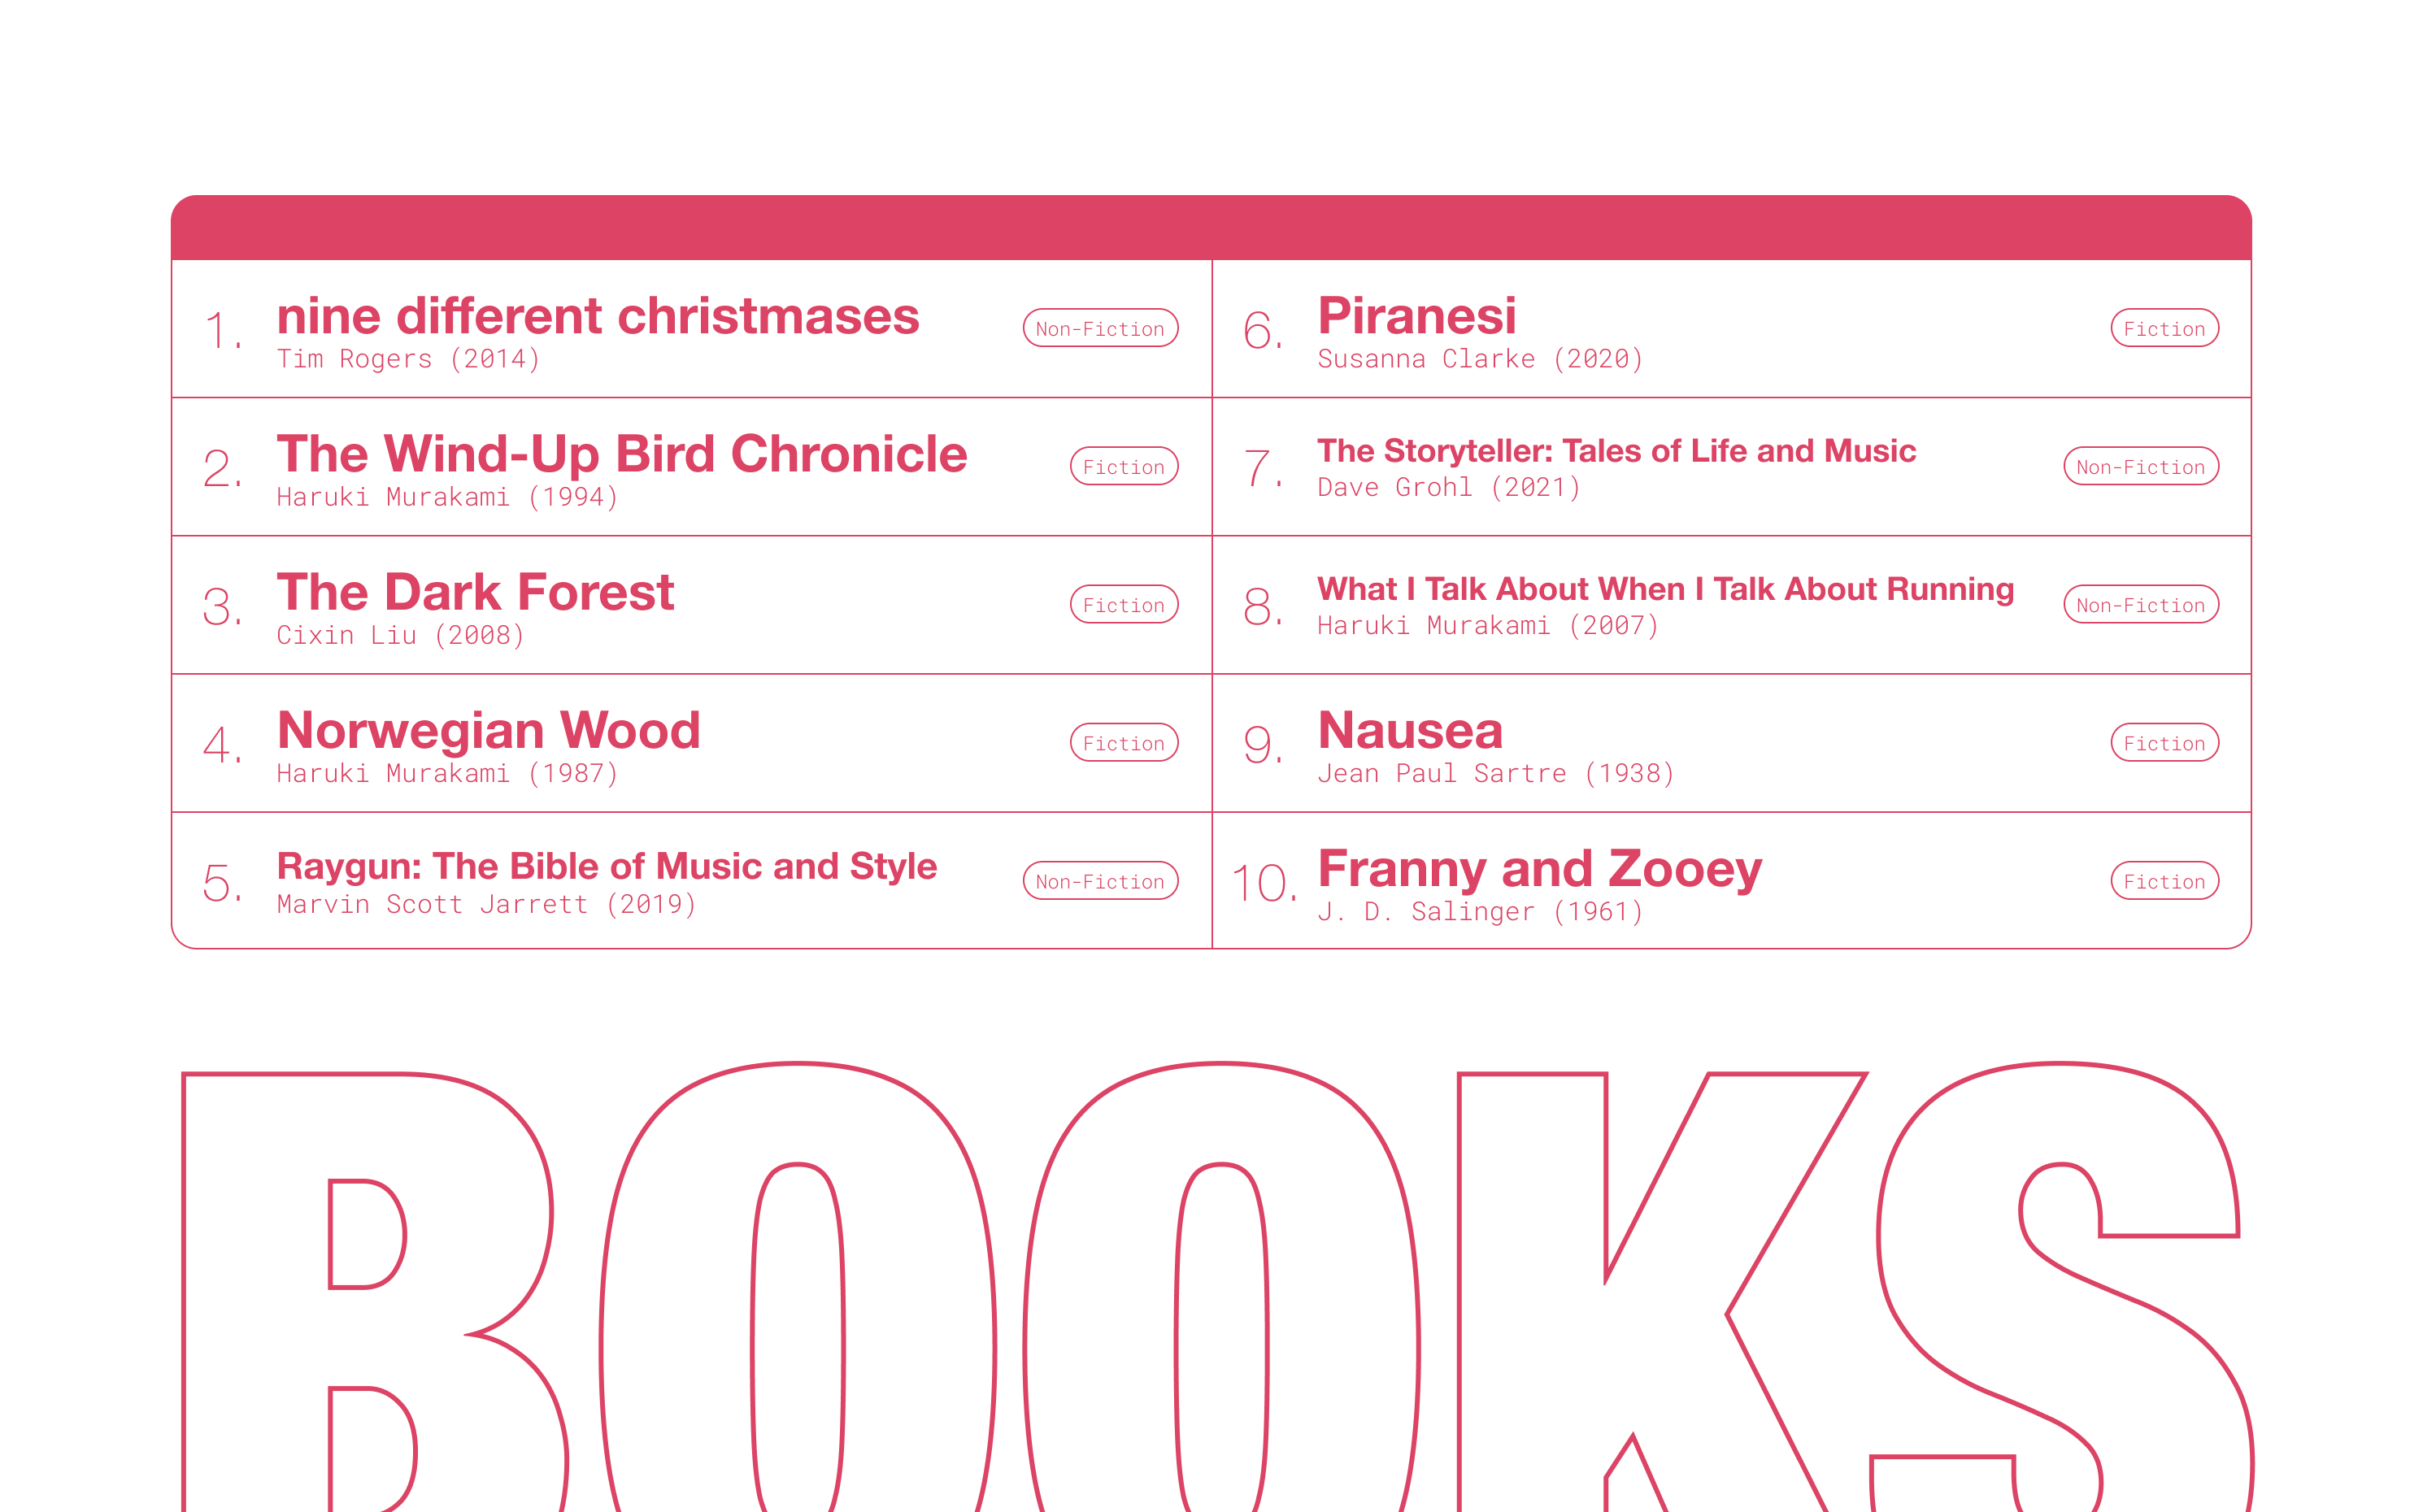 1.
nine different christmases
Tim Rogers (2014)
Non-Fiction
2.
The Wind-Up Bird Chronicle
Haruki Murakami (1994)
Fiction
3.
The Dark Forest
Cixin Liu (2008)
Fiction
4.
Norwegian Wood
Haruki Murakami (1987)
Fiction
5.
Raygun: The Bible of Music and Style
Marvin Scott Jarrett (2019)
Non-Fiction
6.
Piranesi
Susanna Clarke (2020)
Fiction
7.
The Storyteller: Tales of Life and Music
Dave Grohl (2021)
Non-Fiction
8.
What I Talk About When I Talk About Running
Haruki Murakami (2007)
Non-Fiction
9.
Nausea
Jean Paul Sartre (1938)
Fiction
10.
Franny and Zooey
J. D. Salinger (1961)
Fiction
BOOKS